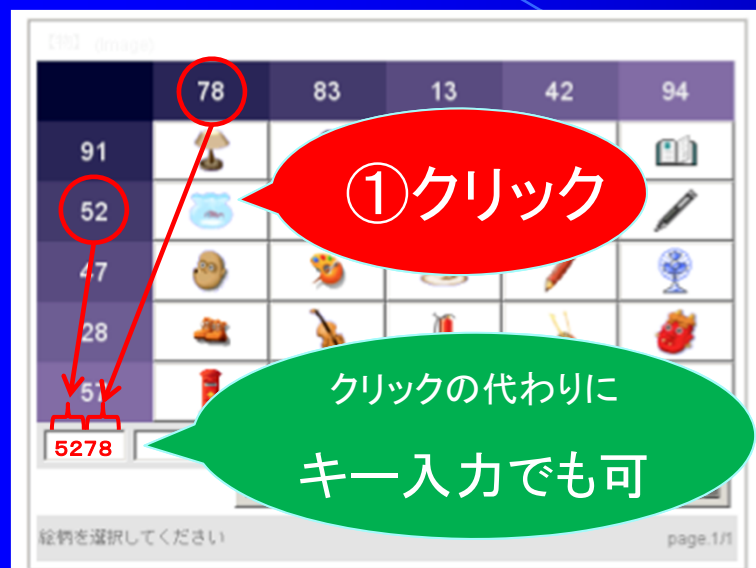 【物】 (Image)
78 83 13 42 94
91
①クリック
52
47
28
クリックの代わりに
57
キー入力でも可
5278
絵柄を選択してください
page.1/1